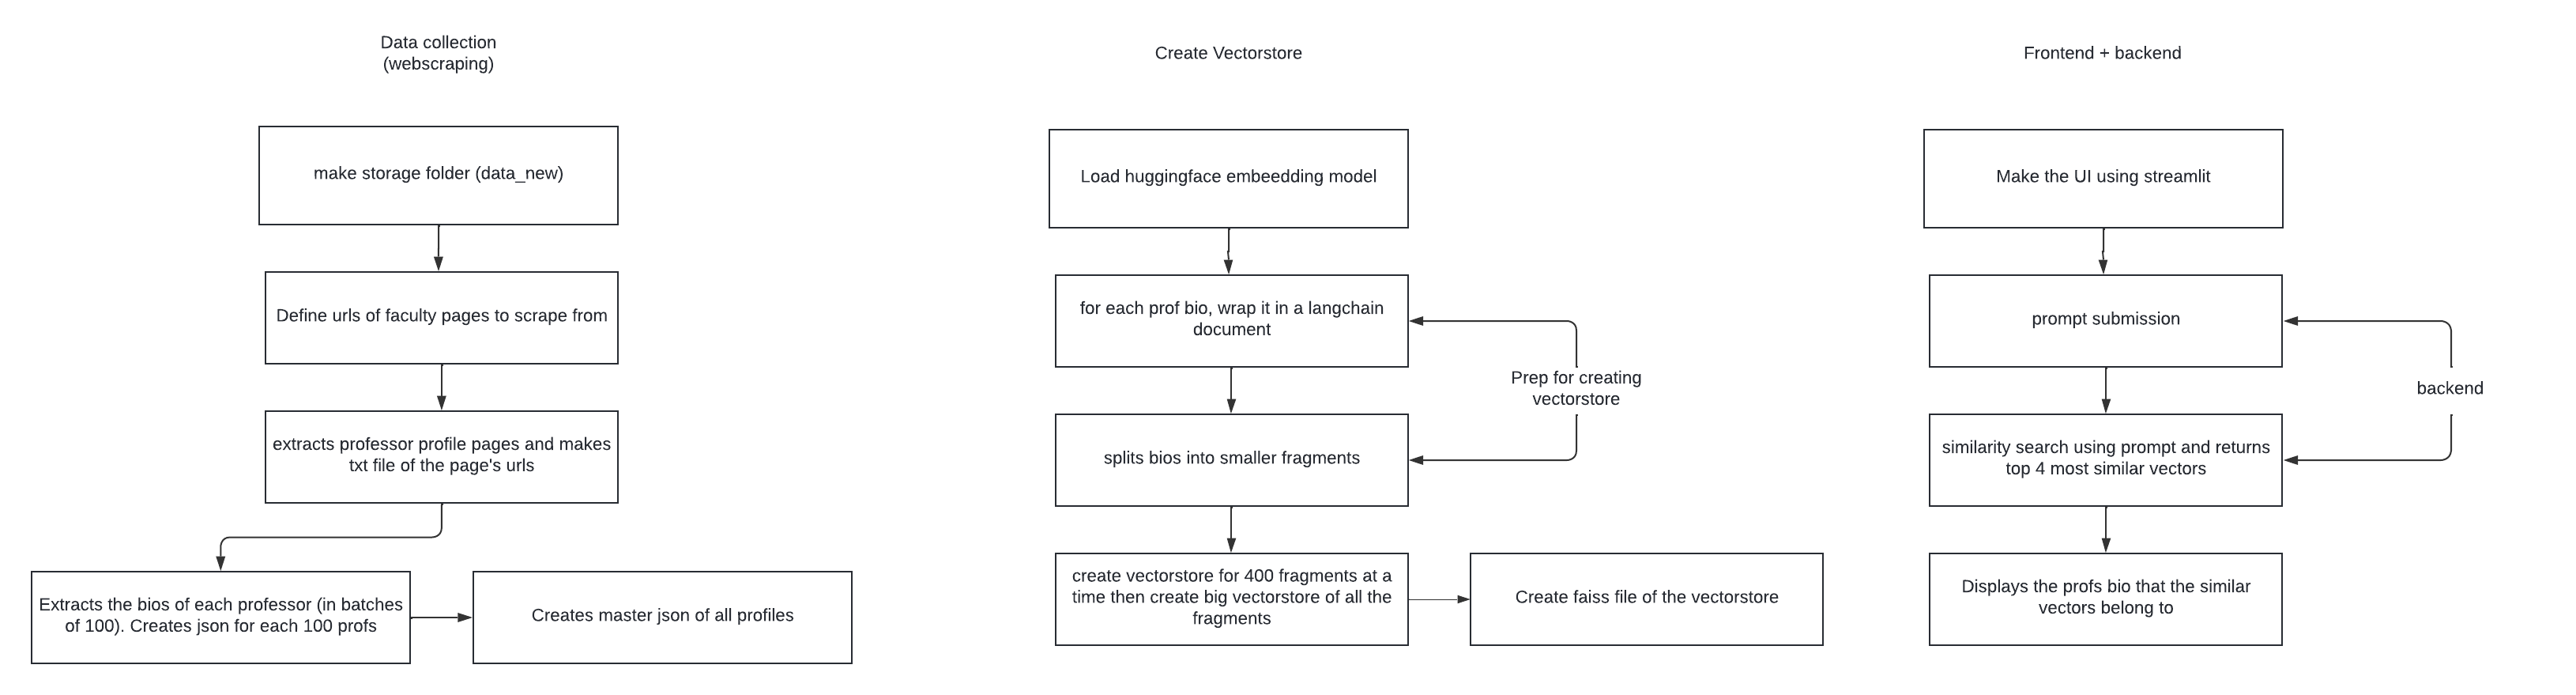 Data collection
(webscraping)
make storage folder (data_new)
Define urls of faculty pages to scrape from
extracts professor profile pages and makes
txt file of the page's urls
Extracts the bios of each professor (in batches
of 100). Creates json for each 100 profs
Creates master json of all profiles
Create Vectorstore
Load huggingface embeedding model
for each prof bio, wrap it in a langchain
document
Prep for creating
vectorstore
splits bios into smaller fragments
create vectorstore for 400 fragments at a
time then create big vectorstore of all the
fragments
Create faiss file of the vectorstore
Frontend + backend
Make the UI using streamlit
prompt submission
backend
similarity search using prompt and returns
top 4 most similar vectors
Displays the profs bio that the similar
vectors belong to